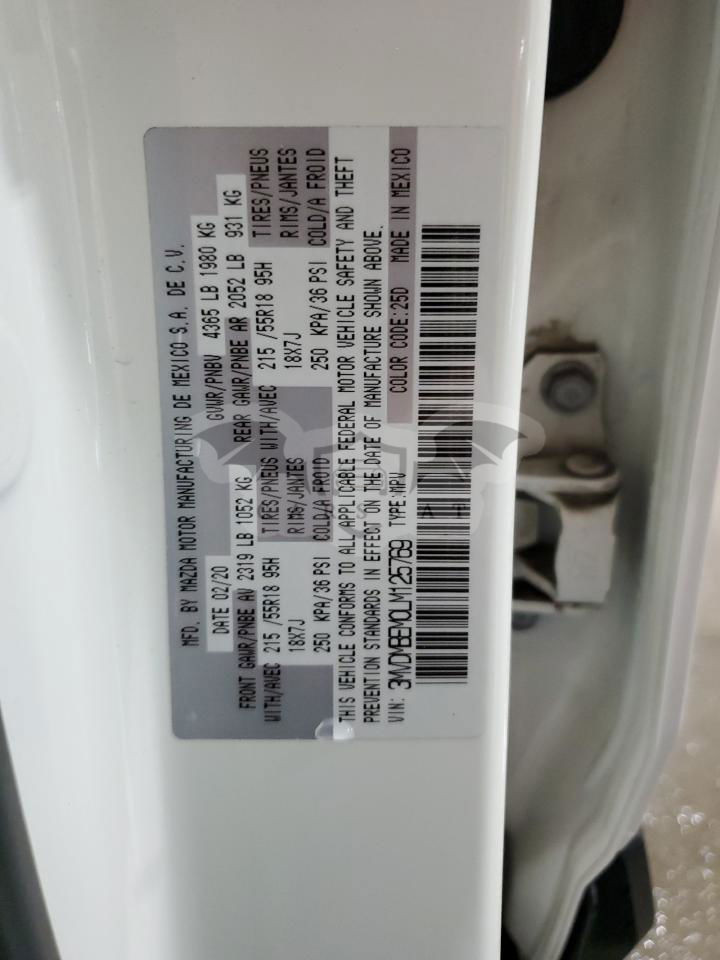 MFD. BY MAZDA MOTOR MANUFACTURING DE MEXICO S.A. DE C.V.
DATE 02/20 GVWR/PNBV 4365 LB 1980 KG
FRONT GAWR/PNBE AV 2319 LB 1052 KG REAR GAWR/PNBE AR 2052 LB 931 KG
WITH/AVEC 215 /55R18 95H TIRES/PNEUS WITH/AVEC 215 /55R18 95H TIRES/PNEUS
18X7J RIMS/JANTES 18X7J RIMS/JANTES
250 KPA/36 PSI COLD/A FROID 250 KPA/36 PSI COLD/A FROID
THIS VEHICLE CONFORMS TO ALL APPLICABLE FEDERAL MOTOR VEHICLE SAFETY AND THEFT
PREVENTION STANDARDS IN EFFECT ON THE DATE OF MANUFACTURE SHOWN ABOVE.
VIN: 3MVDMBEM0LM125769 TYPE:MPV COLOR CODE:25D MADE IN MEXICO